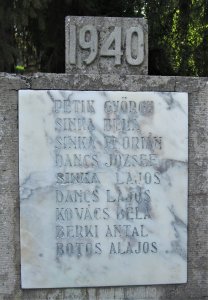 1940
PETIK GYÖRGY
SINKA BÉLA
SINKA FLÓRIÁN
DANCS JÓZSEF
SINKA LAJOS
DANCS LAJOS
KOVÁCS BÉLA
BERKI ANTAL
BOTOS ALAJOS